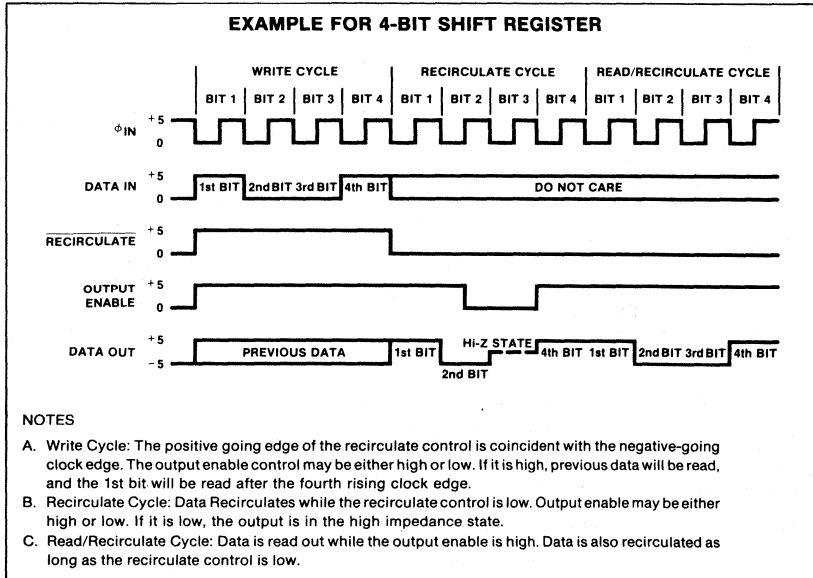 EXAMPLE FOR 4-BIT SHIFT REGISTER
WRITE CYCLE RECIRCULATE CYCLE READ/RECIRCULATE CYCLE
BIT 1 BIT 2 BIT 3 BIT 4 BIT 1 BIT 2 BIT 3 BIT 4 BIT 1 BIT 2 BIT 3 BIT 4
ϕIN +5
0
DATA IN +5 1st BIT 2nd BIT 3rd BIT 4th BIT DO NOT CARE
0
RECIRCULATE +5
0
OUTPUT ENABLE +5
0
DATA OUT +5 PREVIOUS DATA 1st BIT Hi-Z STATE 4th BIT 1st BIT 2nd BIT 3rd BIT 4th BIT
-5
2nd BIT
NOTES
A. Write Cycle: The positive going edge of the recirculate control is coincident with the negative-going
clock edge. The output enable control may be either high or low. If it is high, previous data will be read,
and the 1st bit will be read after the fourth rising clock edge.
B. Recirculate Cycle: Data Recirculates while the recirculate control is low. Output enable may be either
high or low. If it is low, the output is in the high impedance state.
C. Read/Recirculate Cycle: Data is read out while the output enable is high. Data is also recirculated as
long as the recirculate control is low.